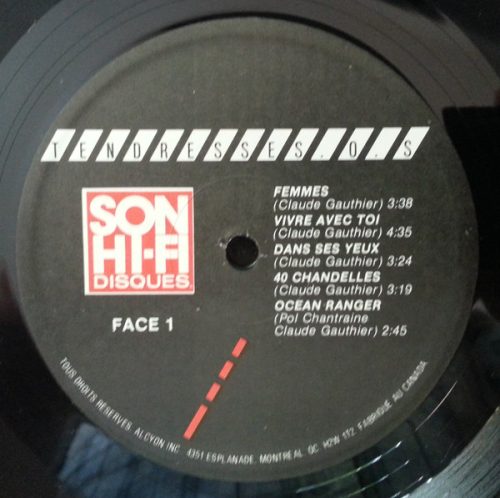 TENDRESSES.O.S
SON
HI-FI
DISQUES
FACE 1
FEMMES
(Claude Gauthier) 3:38
VIVRE AVEC TOI
(Claude Gauthier) 4:35
DANS SES YEUX
(Claude Gauthier) 3:24
40 CHANDELLES
(Claude Gauthier) 3:19
OCEAN RANGER
(Pol Chantraine
Claude Gauthier) 2:45
TOUS DROITS RESERVES. ALCYON INC. 4351 ESPLANADE. MONTREAL QC H2W 1T2 FABRIQUE AU CANADA